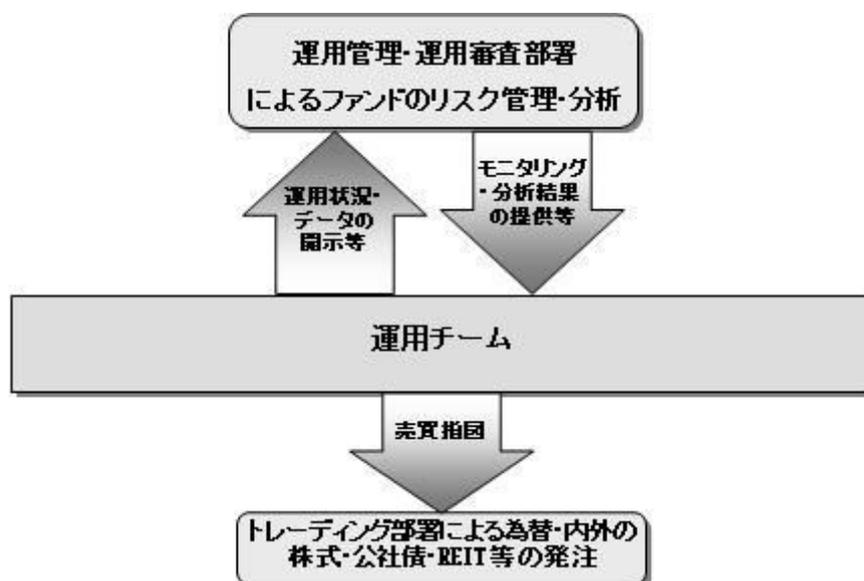 運用管理・運用審査部署
によるファンドのリスク管理・分析
運用状況・
データの
開示等
モニタリング
・分析結果
の提供等
運用チーム
売買指図
トレーディング部署による為替・内外の
株式・公社債・REIT等の発注